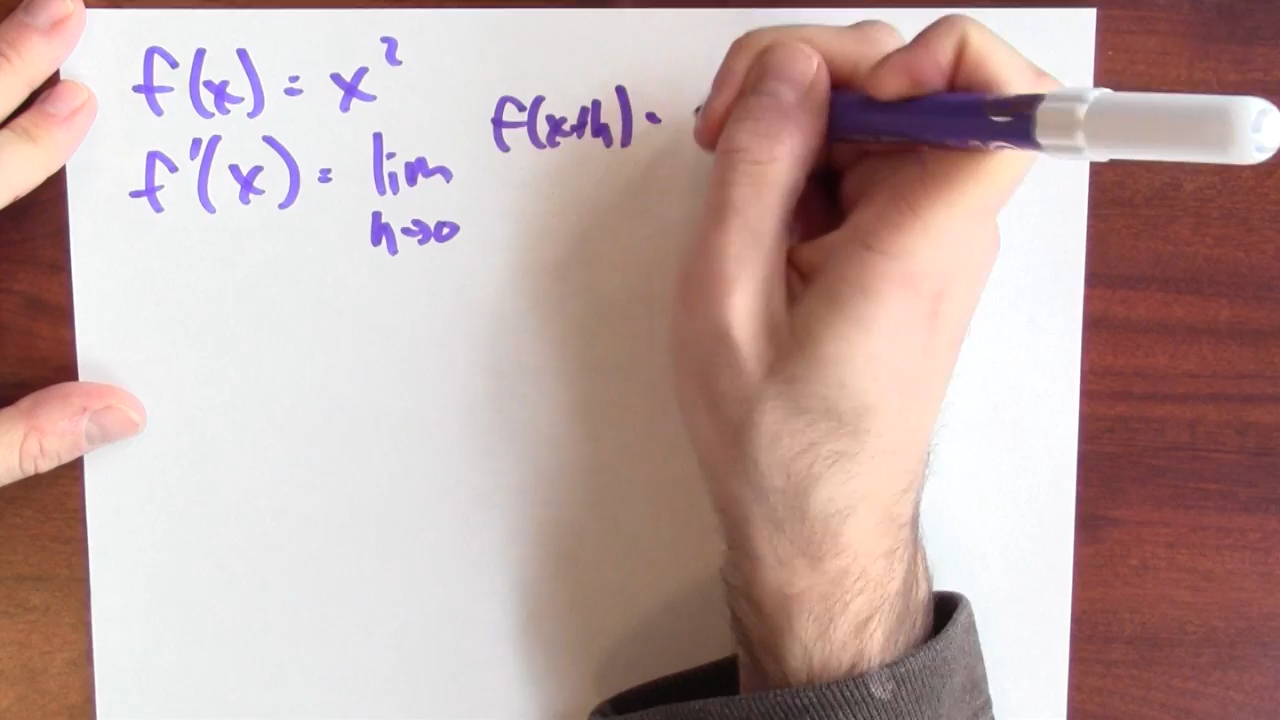 f(x) = x²
f'(x) = lim f(x+h) -
h→0